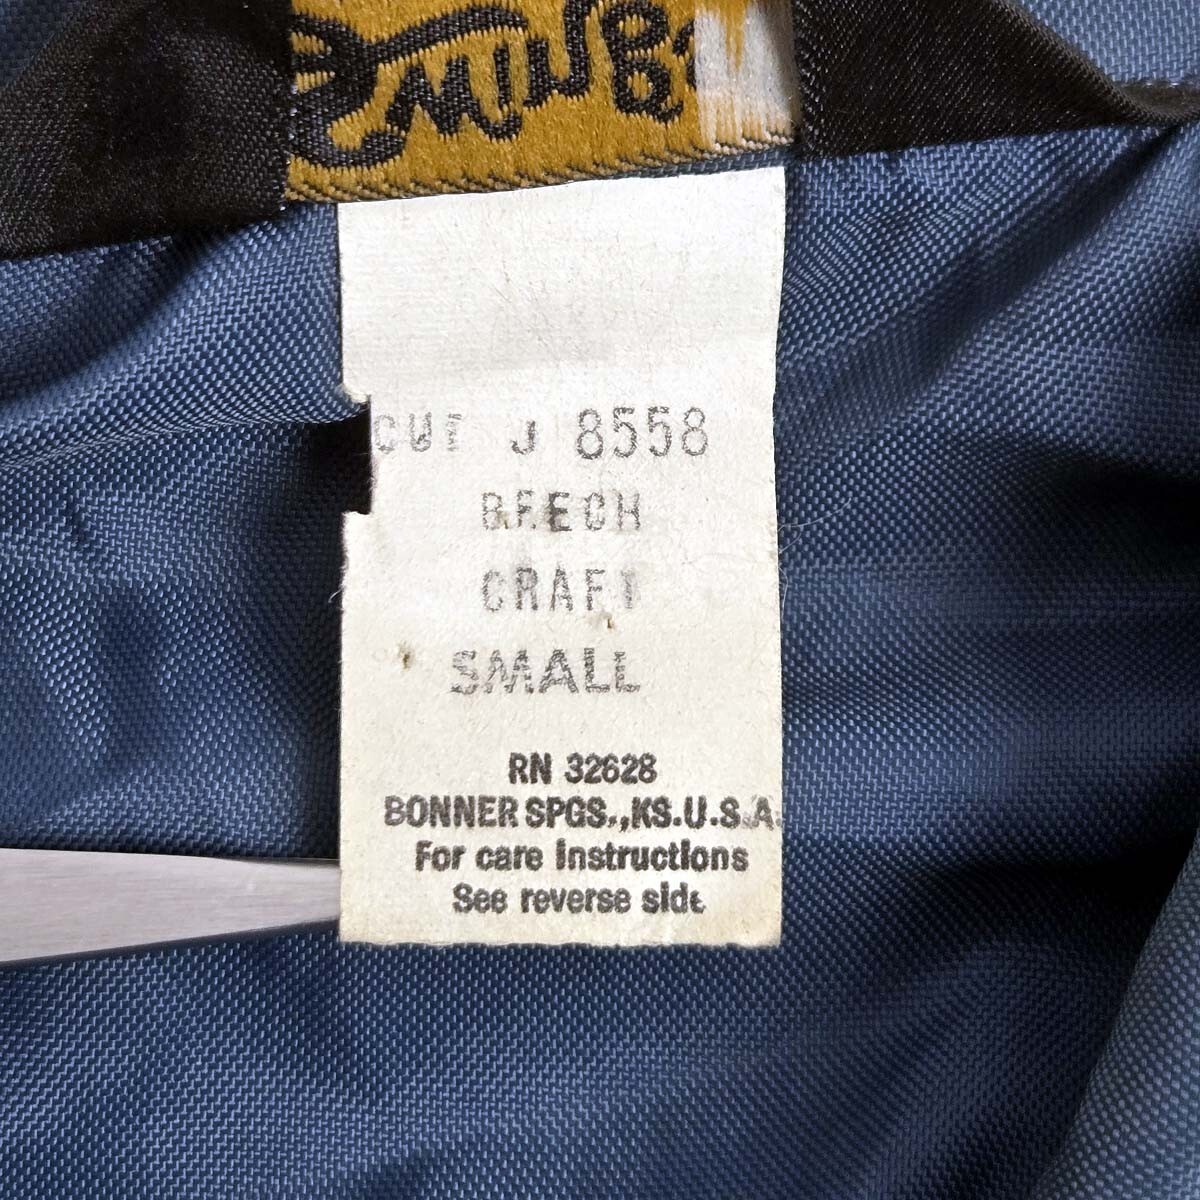 CUT J 8558
BEECH
CRAFT
SMALL
RN 32628
BONNER SPGS.,KS.U.S.A.
For care Instructions
See reverse side